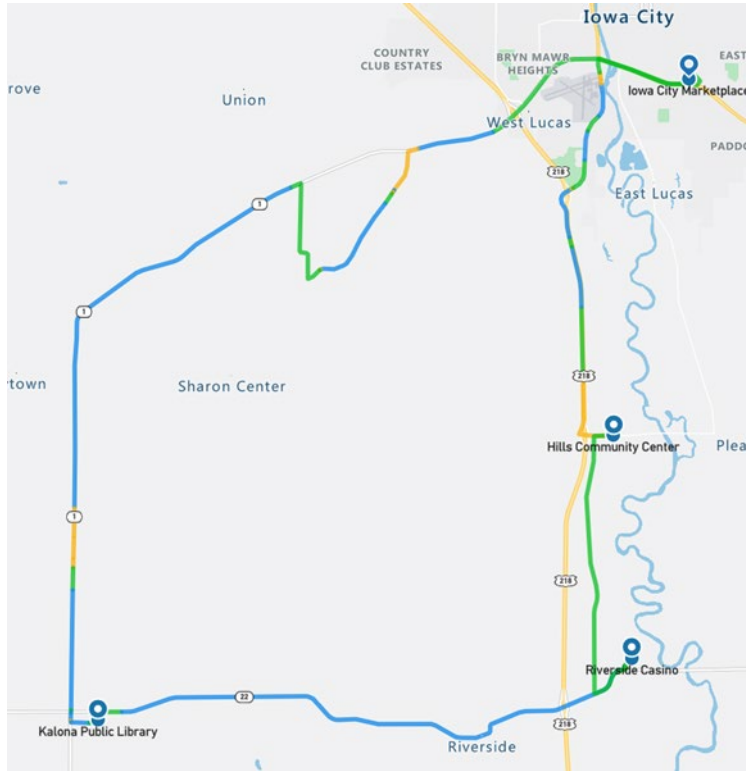 Iowa City
COUNTRY
CLUB ESTATES
BRYN MAWR
HEIGHTS
EAST
Iowa City Marketplace
rove
Union
West Lucas
PADDO
218
East Lucas
1
1
rtown
Sharon Center
218
Hills Community Center
Plea
1
218
Riverside Casino
22
Kalona Public Library
Riverside
218